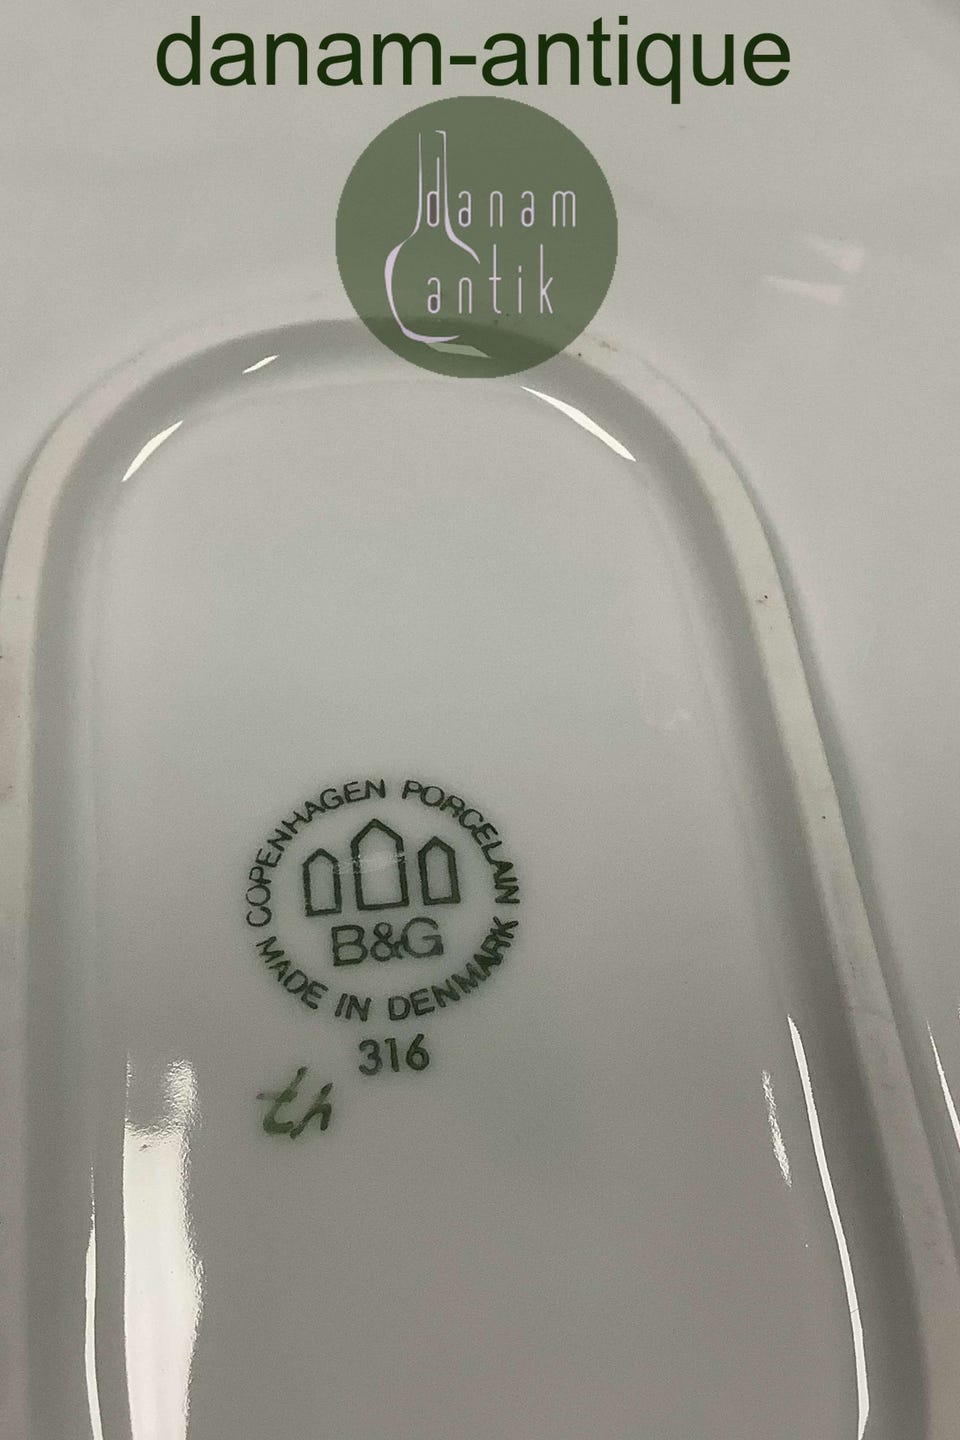 danam-antique
danam
antik
COPENHAGEN PORCELAIN
B&G
MADE IN DENMARK
316
th